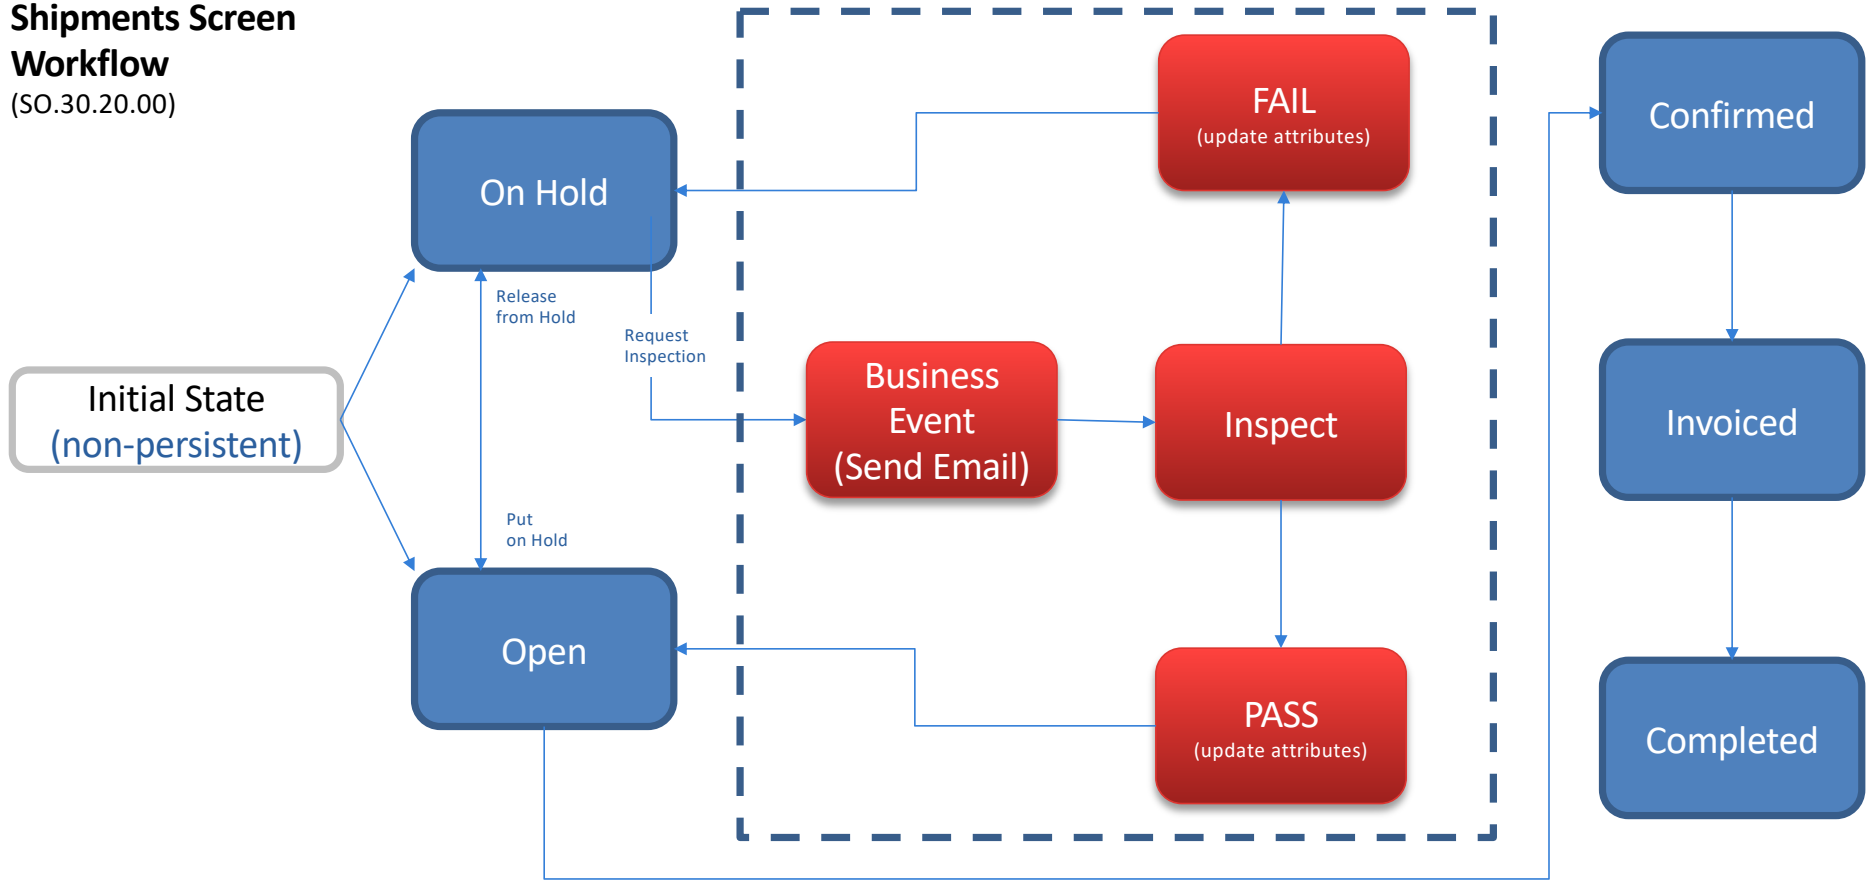 Shipments Screen
Workflow
(SO.30.20.00)
On Hold
Release
from Hold
Request
Inspection
Initial State
(non-persistent)
Put
on Hold
Open
FAIL
(update attributes)
Business
Event
(Send Email)
Inspect
PASS
(update attributes)
Confirmed
Invoiced
Completed